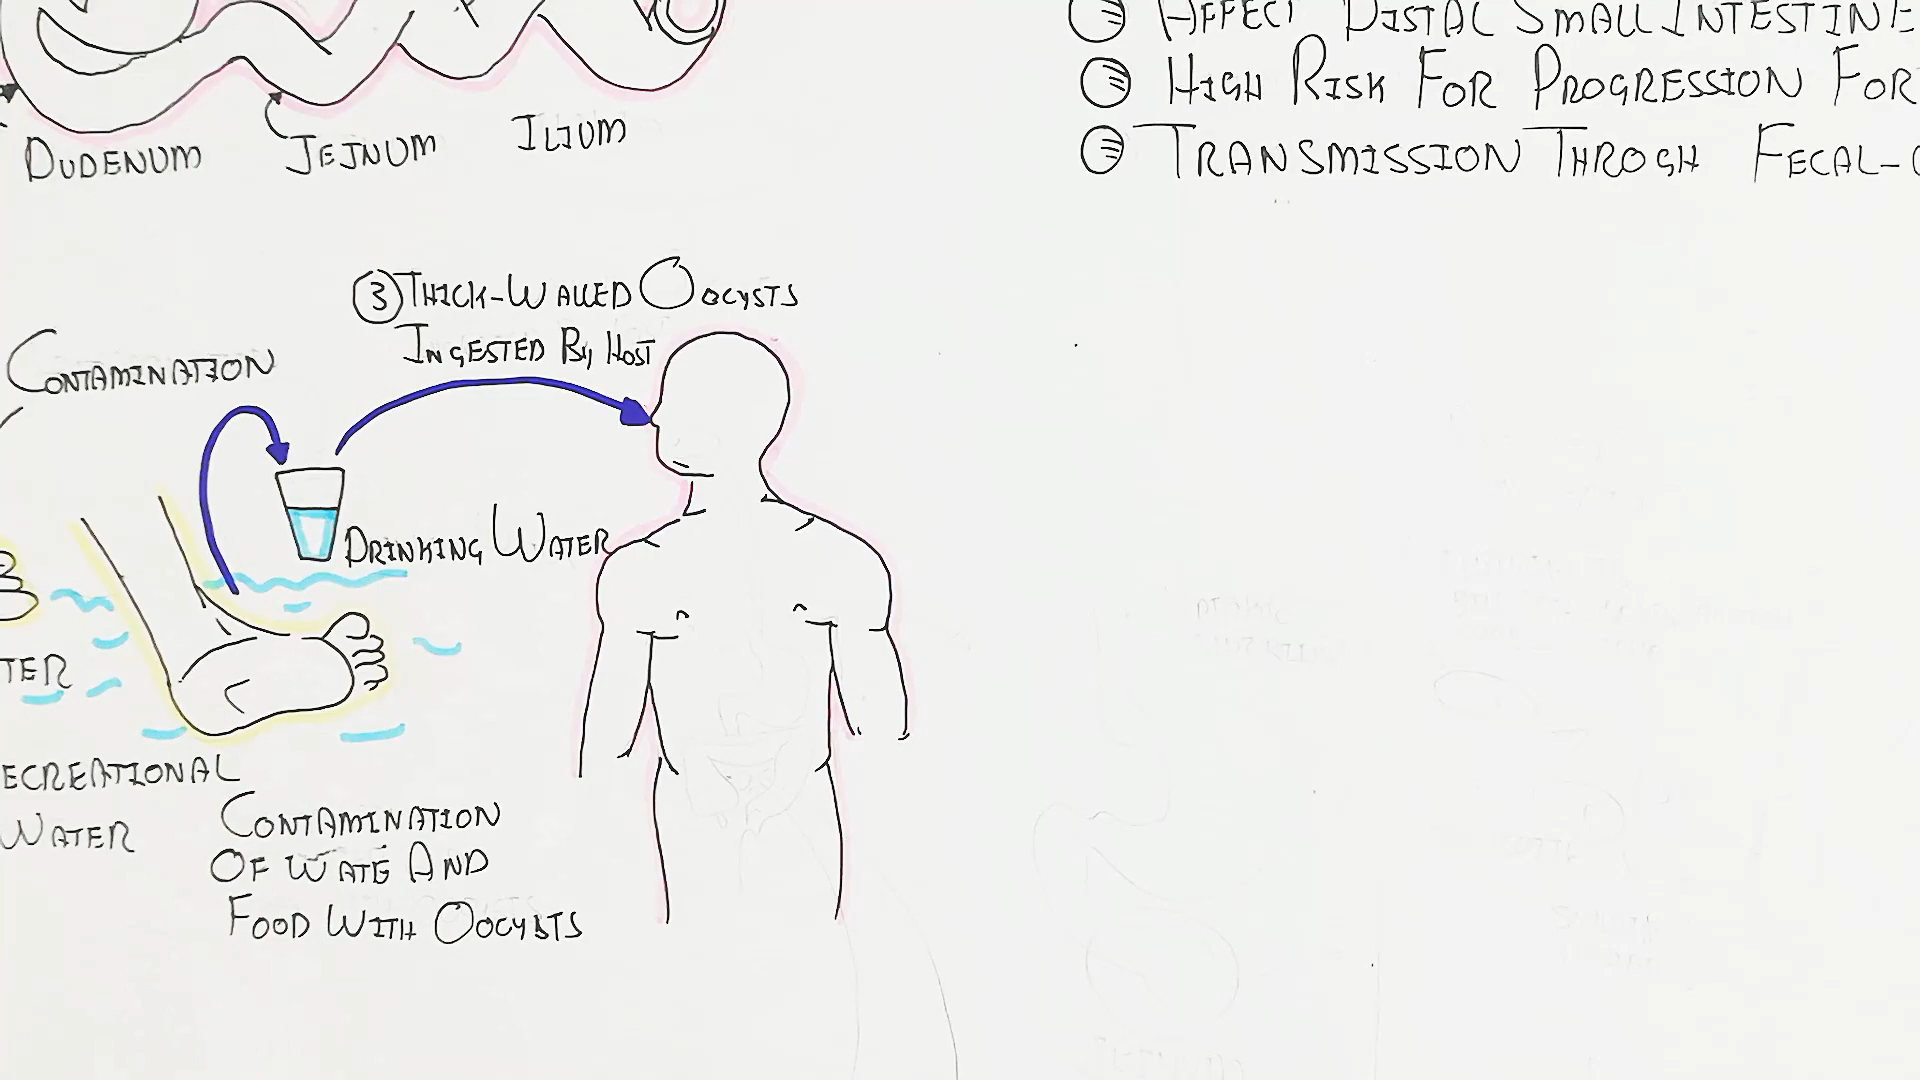 AFFECT DISTAL SMALL INTESTINE
HIGH RISK FOR PROGRESSION FOR
TRANSMISSION THROGH FECAL-
DUDENUM
JEJNUM
ILIUM
3 THICK-WALLED OOCYSTS
INGESTED By HOST
CONTAMINATION
DRINKING WATER
TER
ECREATIONAL
WATER
CONTAMINATION
OF WATE AND
FOOD WITH OOCYSTS